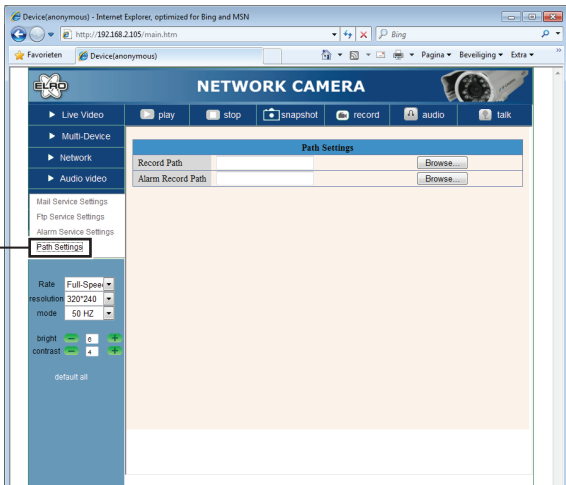 Device(anonymous) - Internet Explorer, optimized for Bing and MSN
http://192.168.2.105/main.htm
Bing
Favorieten
Device(anonymous)
Pagina
Beveiliging
Extra
»
ELRO
NETWORK CAMERA
Live Video
play
stop
snapshot
record
audio
talk
Multi-Device
Network
Audio video
Path Settings
Record Path
Browse...
Alarm Record Path
Browse...
Mail Service Settings
Ftp Service Settings
Alarm Service Settings
Path Settings
Rate Full-Speed
resolution 320*240
mode 50 HZ
bright - 6 +
contrast - 4 +
default all